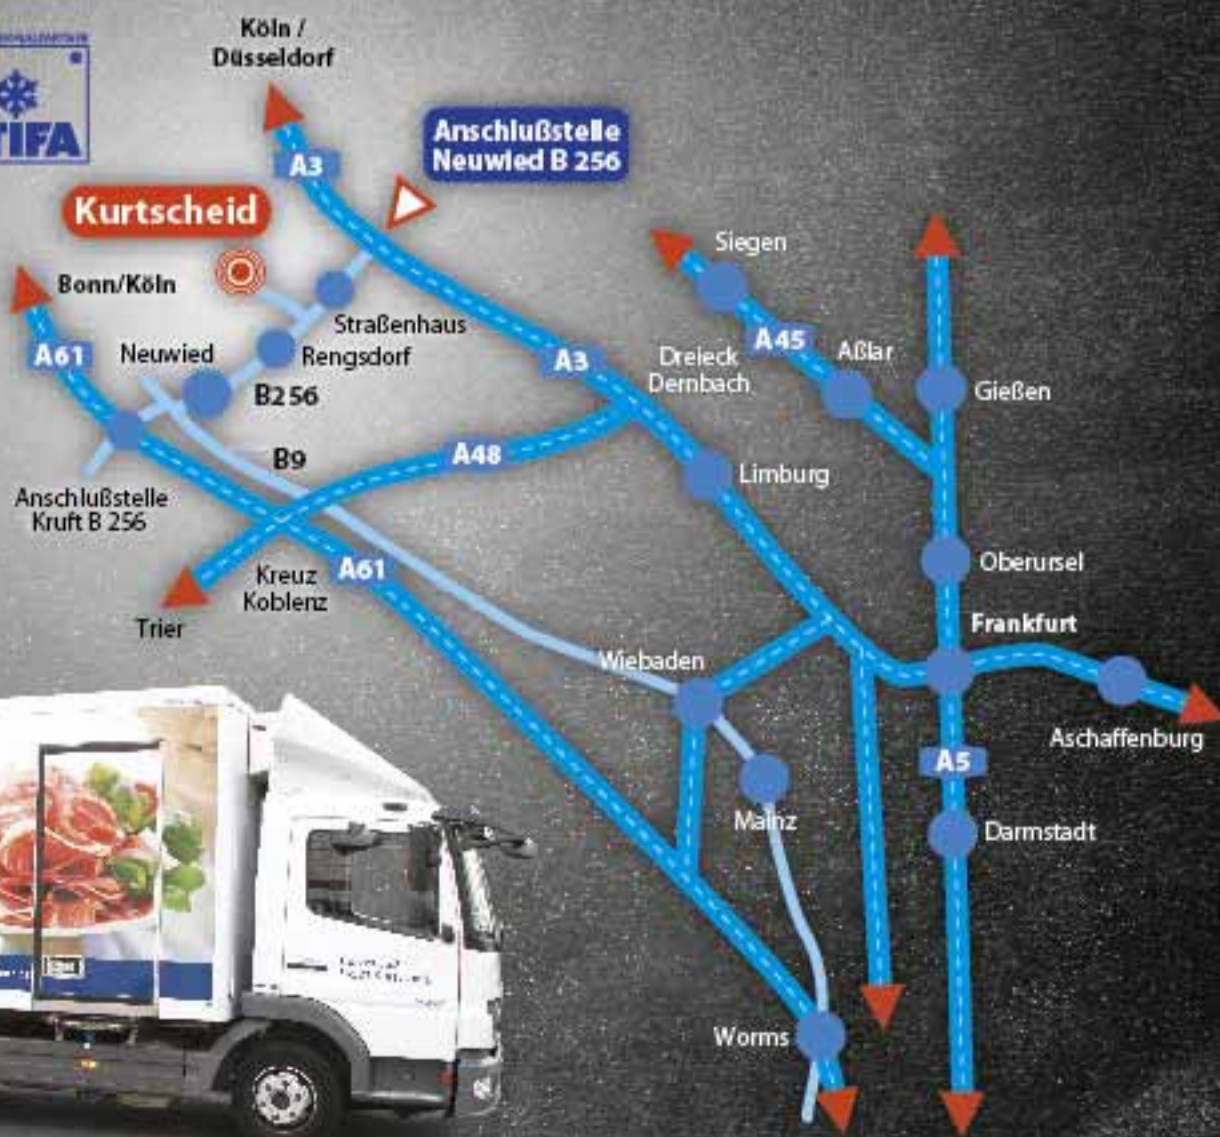 TIFA
Köln /
Düsseldorf
A3
Anschlußstelle
Neuwied B 256
Kurtscheid
Siegen
Bonn/Köln
Straßenhaus
A45
Aßlar
A61
Neuwied
Rengsdorf
A3
Dreieck
Dernbach
Gießen
B256
B9
A48
Limburg
Anschlußstelle
Kruft B 256
Oberursel
Kreuz
Koblenz
A61
Trier
Frankfurt
Wiebaden
Aschaffenburg
A5
Mainz
Darmstadt
Worms